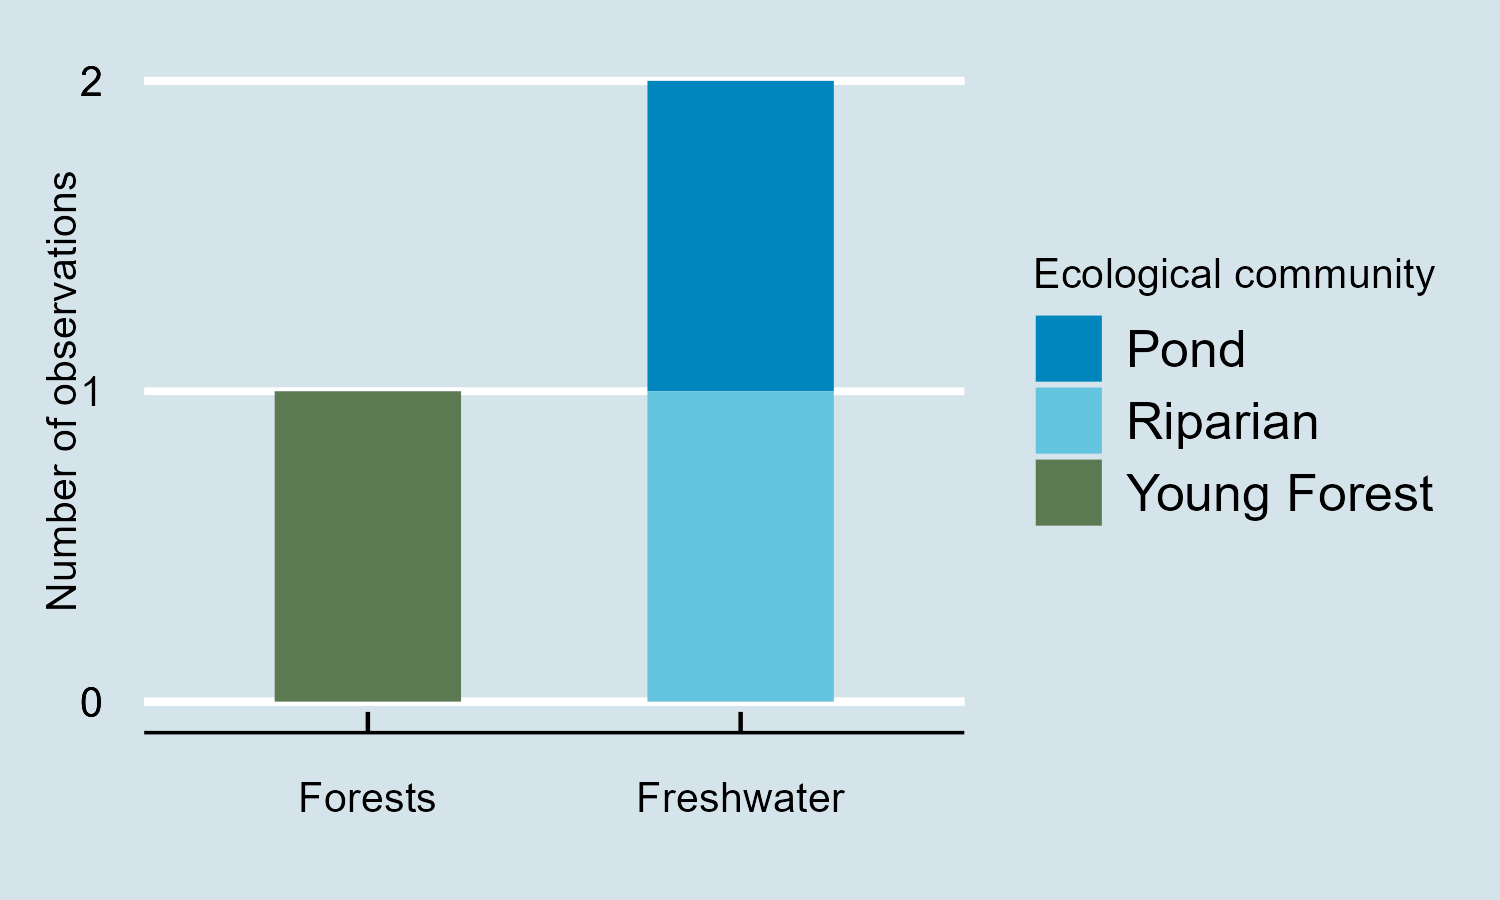 Number of observations
2
1
0
Forests
Freshwater
Ecological community
Pond
Riparian
Young Forest